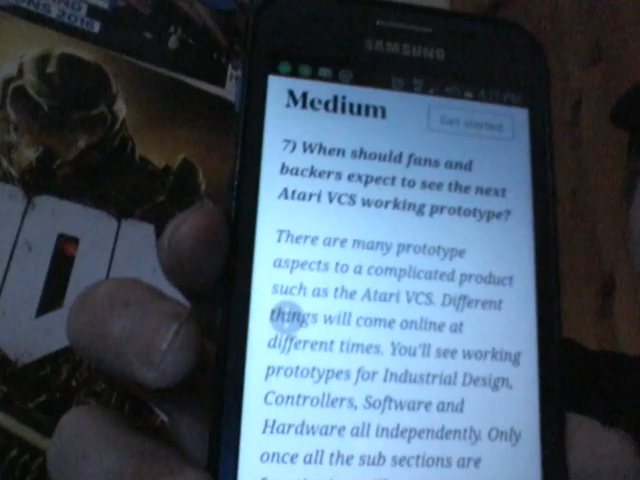 SAMSUNG
Medium
Get started
7) When should fans and
backers expect to see the next
Atari VCS working prototype?
There are many prototype
aspects to a complicated product
such as the Atari VCS. Different
things will come online at
different times. You'll see working
prototypes for Industrial Design,
Controllers, Software and
Hardware all independently. Only
once all the sub sections are